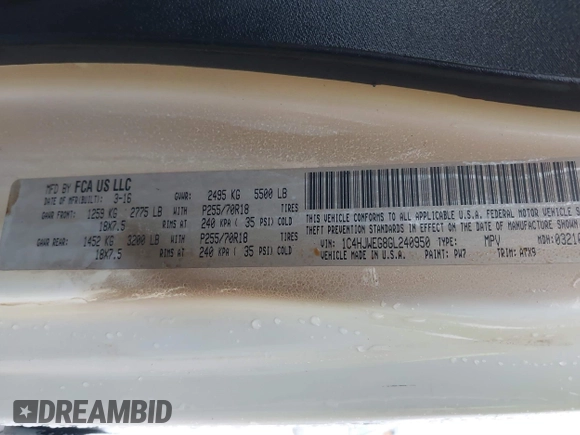 MFD BY FCA US LLC
DATE OF MFG(BUILT): 3-16 GVWR: 2495 KG 5500 LB
GAWR FRONT: 1259 KG 2775 LB WITH P255/70R18 TIRES
18X7.5 RIMS AT 240 KPA ( 35 PSI) COLD
GAWR REAR: 1452 KG 3200 LB WITH P255/70R18 TIRES
18X7.5 RIMS AT 240 KPA ( 35 PSI) COLD
THIS VEHICLE CONFORMS TO ALL APPLICABLE U.S.A. FEDERAL MOTOR VEHICLE
THEFT PREVENTION STANDARDS IN EFFECT ON THE DATE OF MANUFACTURE SHOWN
VIN: 1C4HJWEG8GL240950 TYPE: MPV MDH: 0321
VEHICLE MADE IN U.S.A. PAINT: PW7 TRIM: A7X9
DREAMBID